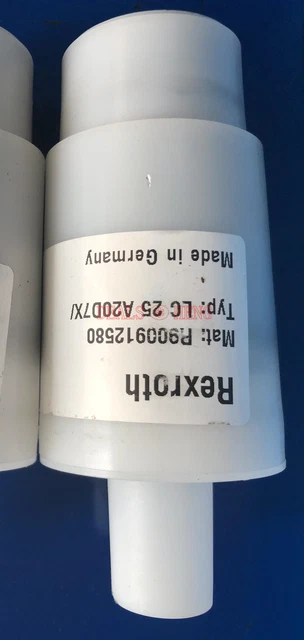 Rexroth
Mat: R900912580
Typ: LC 25 A20D7X/
Made in Germany